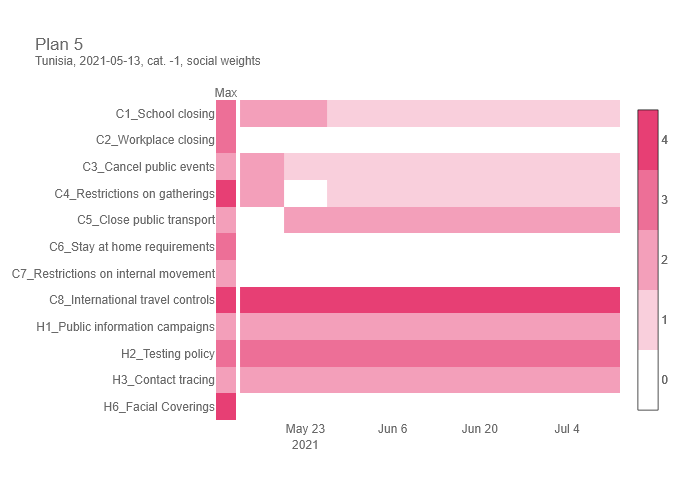 Plan 5
Tunisia, 2021-05-13, cat. -1, social weights
Max
C1_School closing
C2_Workplace closing
C3_Cancel public events
C4_Restrictions on gatherings
C5_Close public transport
C6_Stay at home requirements
C7_Restrictions on internal movement
C8_International travel controls
H1_Public information campaigns
H2_Testing policy
H3_Contact tracing
H6_Facial Coverings
May 23 Jun 6 Jun 20 Jul 4
2021
4
3
2
1
0